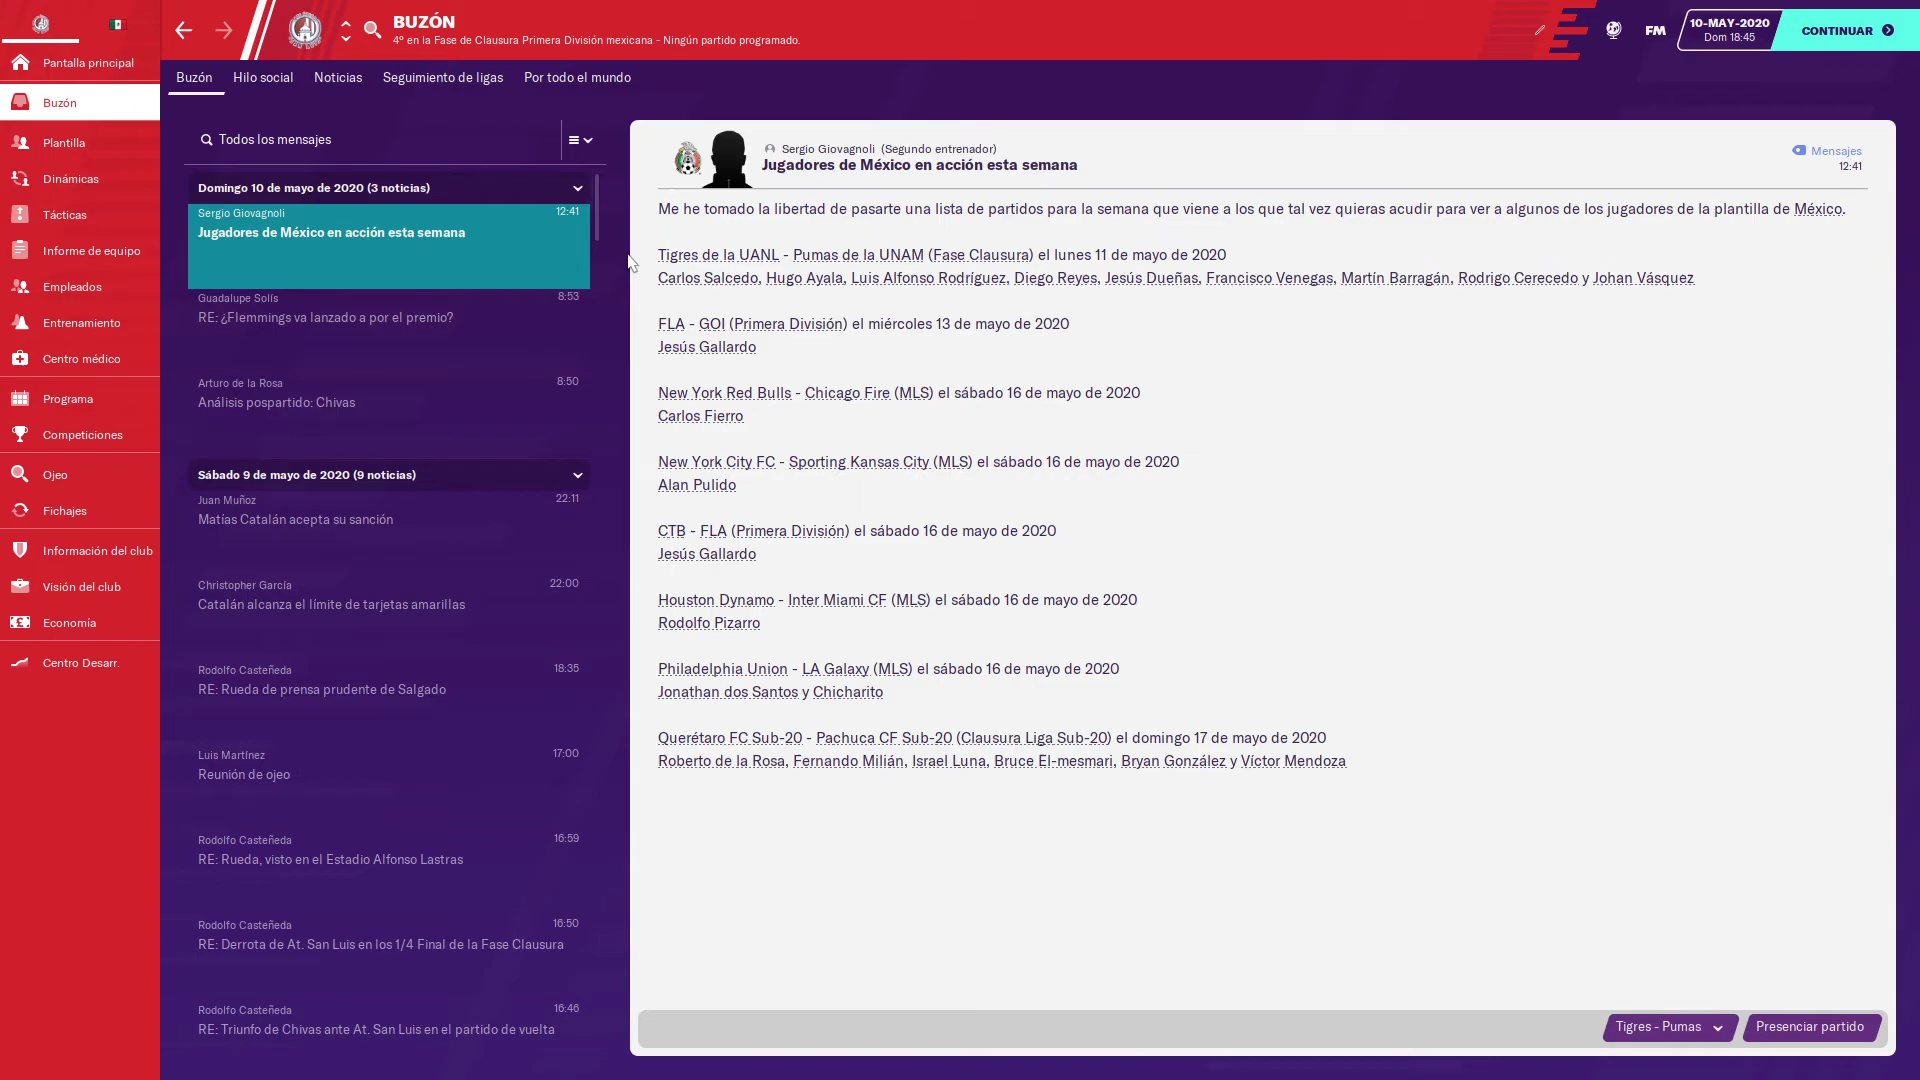 BUZÓN
4º en la Fase de Clausura Primera División mexicana - Ningún partido programado.
FM
10-MAY-2020
Dom 18:45
CONTINUAR
Pantalla principal
Buzón
Plantilla
Dinámicas
Tácticas
Informe de equipo
Empleados
Entrenamiento
Centro médico
Programa
Competiciones
Ojeo
Fichajes
Información del club
Visión del club
Economía
Centro Desarr.
Buzón Hilo social Noticias Seguimiento de ligas Por todo el mundo
Todos los mensajes
Domingo 10 de mayo de 2020 (3 noticias)
Sergio Giovagnoli 12:41
Jugadores de México en acción esta semana
Guadalupe Solís 8:53
RE: ¿Flemmings va lanzado a por el premio?
Arturo de la Rosa 8:50
Análisis pospartido: Chivas
Sábado 9 de mayo de 2020 (9 noticias)
Juan Muñoz 22:11
Matías Catalán acepta su sanción
Christopher García 22:00
Catalán alcanza el límite de tarjetas amarillas
Rodolfo Casteñeda 18:35
RE: Rueda de prensa prudente de Salgado
Luis Martínez 17:00
Reunión de ojeo
Rodolfo Casteñeda 16:59
RE: Rueda, visto en el Estadio Alfonso Lastras
Rodolfo Casteñeda 16:50
RE: Derrota de At. San Luis en los 1/4 Final de la Fase Clausura
Rodolfo Casteñeda 16:46
RE: Triunfo de Chivas ante At. San Luis en el partido de vuelta
Sergio Giovagnoli (Segundo entrenador)
Jugadores de México en acción esta semana
Mensajes
12:41
Me he tomado la libertad de pasarte una lista de partidos para la semana que viene a los que tal vez quieras acudir para ver a algunos de los jugadores de la plantilla de México.
Tigres de la UANL - Pumas de la UNAM (Fase Clausura) el lunes 11 de mayo de 2020
Carlos Salcedo, Hugo Ayala, Luis Alfonso Rodríguez, Diego Reyes, Jesús Dueñas, Francisco Venegas, Martín Barragán, Rodrigo Cerecedo y Johan Vásquez
FLA - GOI (Primera División) el miércoles 13 de mayo de 2020
Jesús Gallardo
New York Red Bulls - Chicago Fire (MLS) el sábado 16 de mayo de 2020
Carlos Fierro
New York City FC - Sporting Kansas City (MLS) el sábado 16 de mayo de 2020
Alan Pulido
CTB - FLA (Primera División) el sábado 16 de mayo de 2020
Jesús Gallardo
Houston Dynamo - Inter Miami CF (MLS) el sábado 16 de mayo de 2020
Rodolfo Pizarro
Philadelphia Union - LA Galaxy (MLS) el sábado 16 de mayo de 2020
Jonathan dos Santos y Chicharito
Querétaro FC Sub-20 - Pachuca CF Sub-20 (Clausura Liga Sub-20) el domingo 17 de mayo de 2020
Roberto de la Rosa, Fernando Milián, Israel Luna, Bruce El-mesmari, Bryan González y Víctor Mendoza
Tigres - Pumas
Presenciar partido